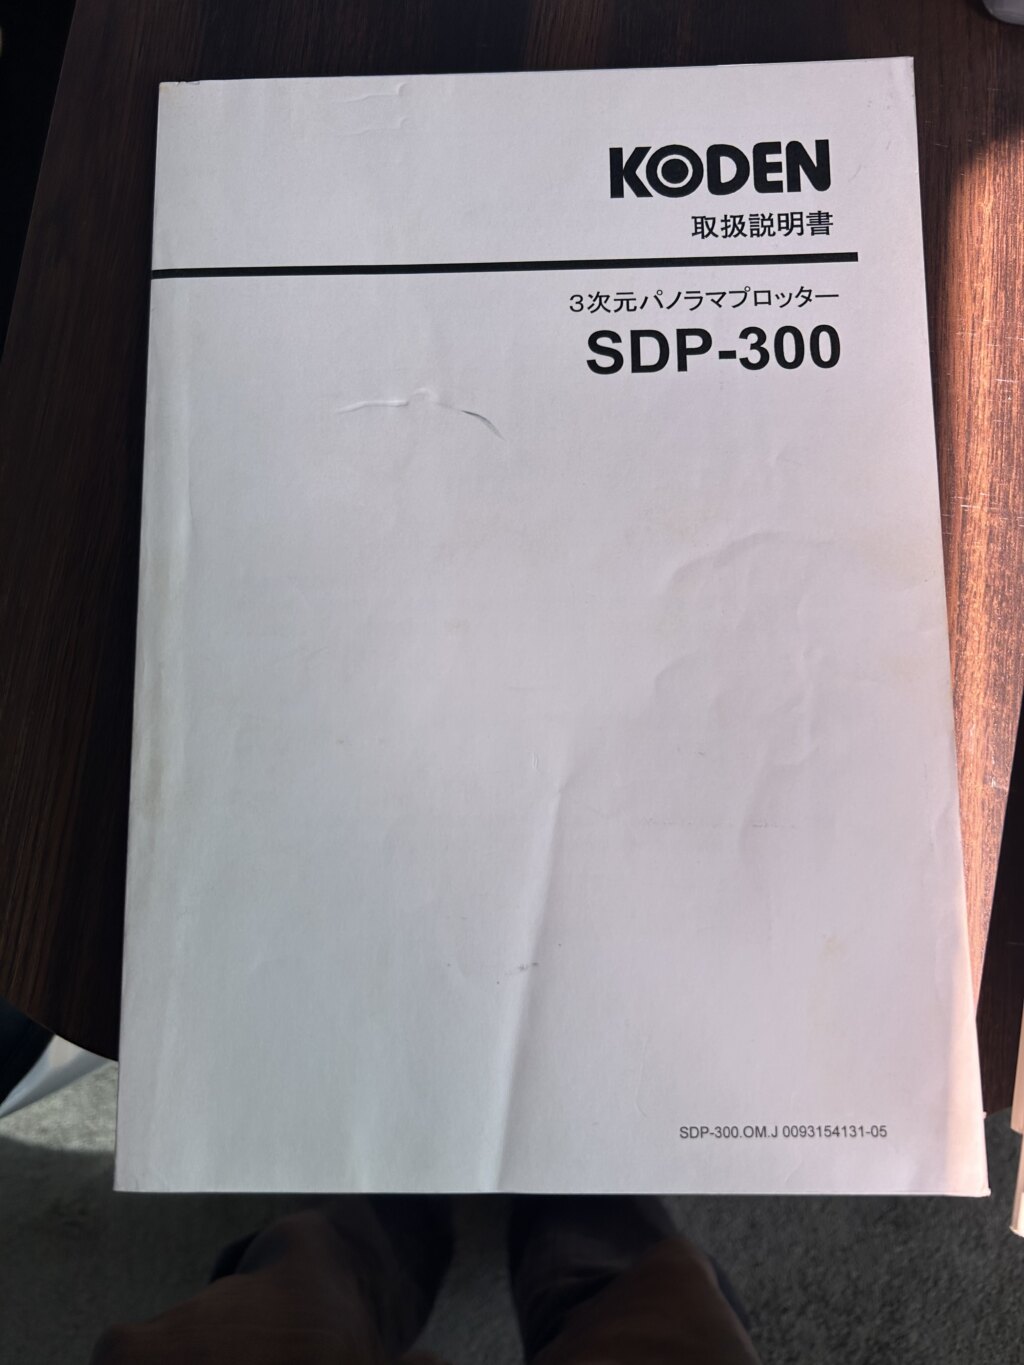 KODEN
取扱説明書
3次元パノラマプロッター
SDP-300
SDP-300.OM.J 0093154131-05